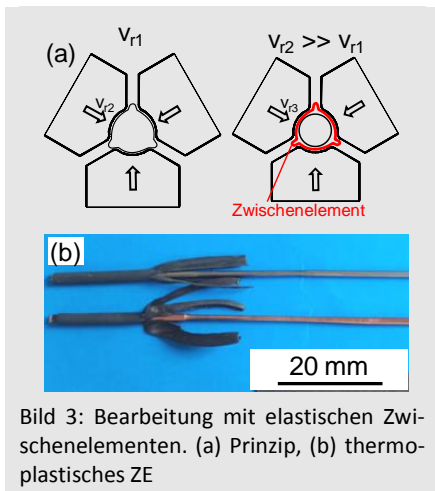 (a)
v_r1
v_r2 >> v_r1
v_r2
v_r3
Zwischenelement
(b)
20 mm
Bild 3: Bearbeitung mit elastischen Zwi-
schenelementen. (a) Prinzip, (b) thermo-
plastisches ZE